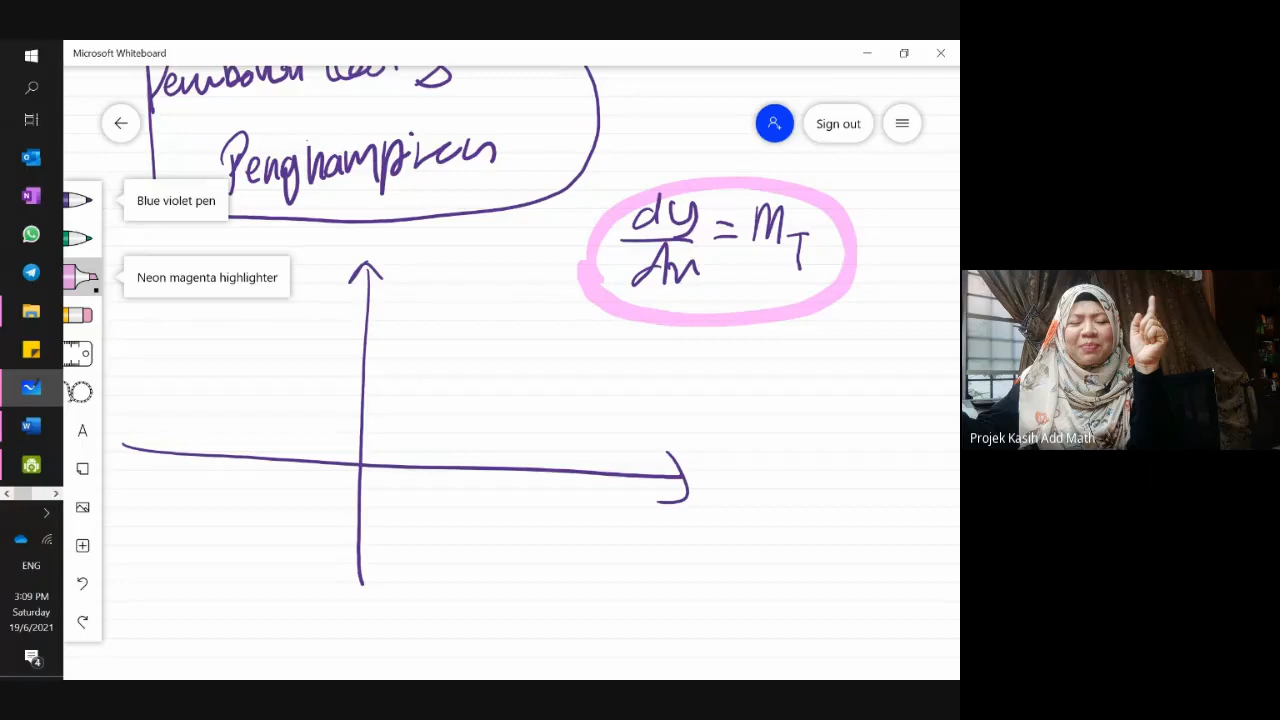 Microsoft Whiteboard
Penghampiran
Sign out
Blue violet pen
dy/dx = m_T
Neon magenta highlighter
Projek Kasih Add Math
A
ENG
3:09 PM
Saturday
19/6/2021
4